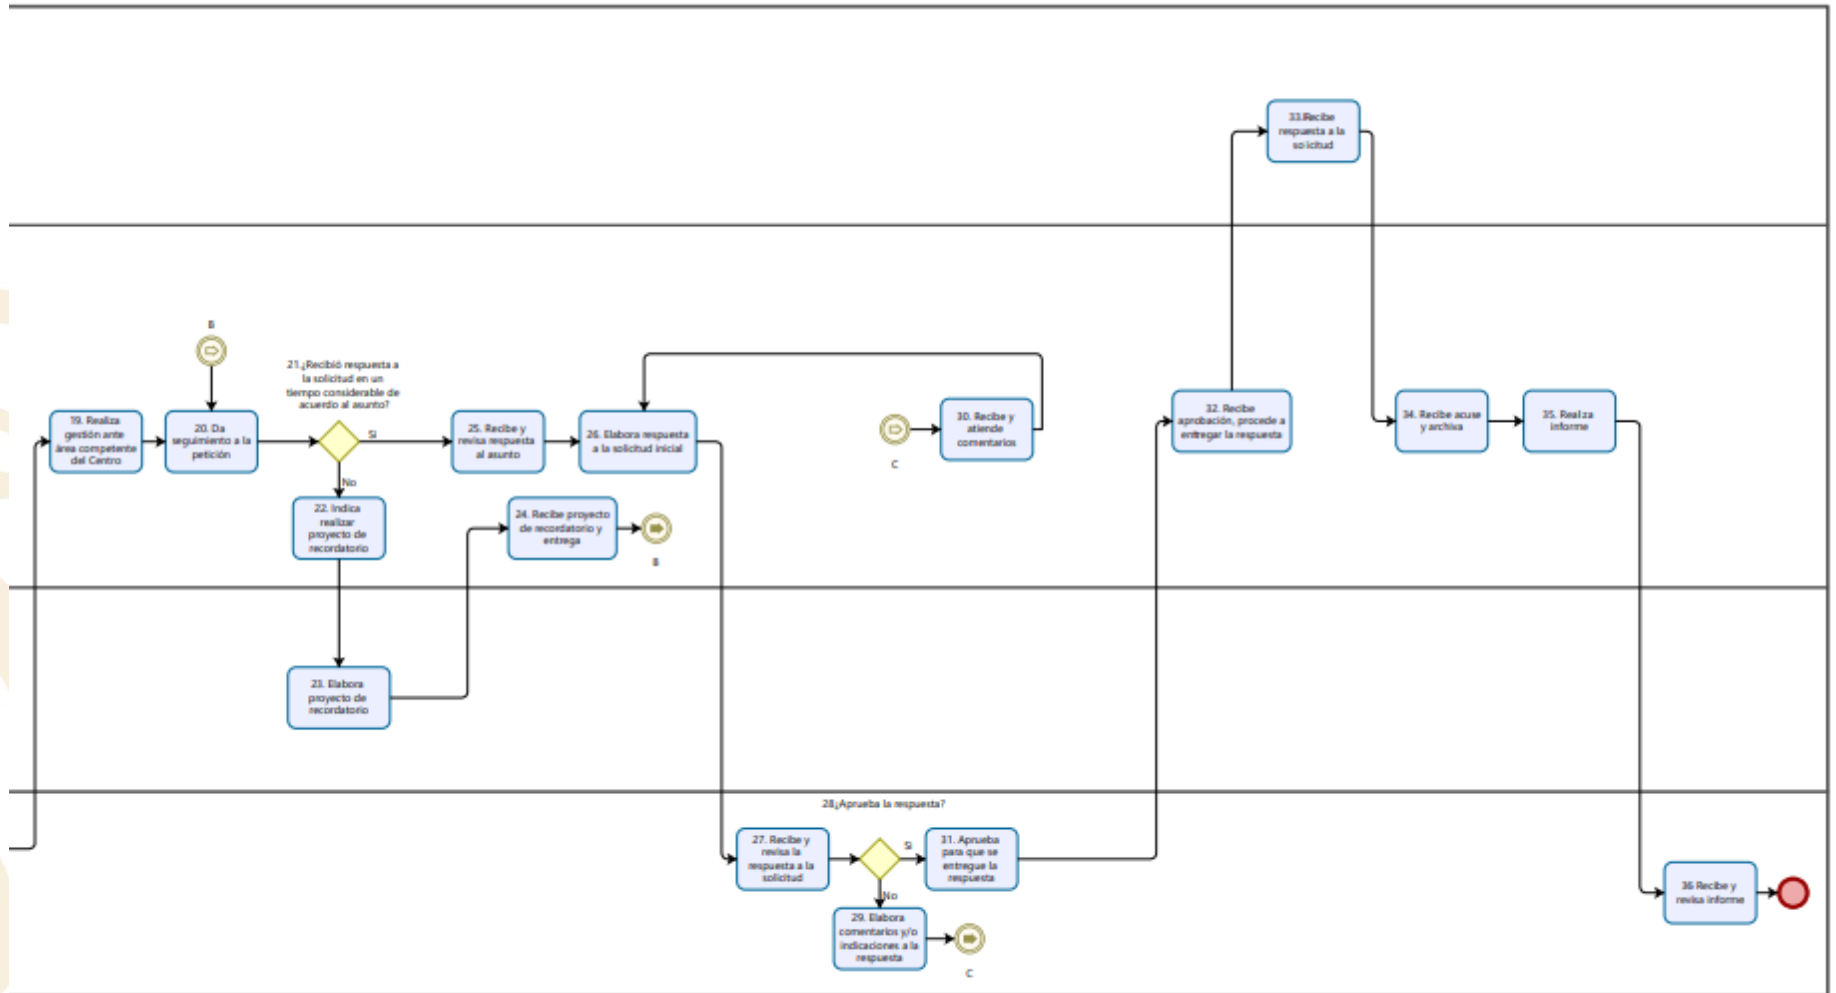 33.Recibe
respuesta a la
so icitud
B
21.¿Recibió respuesta a
la solicitud en un
tiempo considerable de
acuerdo al asunto?
19. Realiza
gestión ante
área competente
del Centro
20. Da
seguimiento a la
petición
Si
No
25. Recibe y
revisa respuesta
al asunto
26. Elabora respuesta
a la solicitud inicial
C
30. Recibe y
atiende
comentarios
32. Recibe
aprobación, procede a
entregar la respuesta
34. Recibe acuse
y archiva
35. Realiza
informe
22. Indica
realizar
proyecto de
recordatorio
24. Recibe proyecto
de recordatorio y
entrega
B
23. Elabora
proyecto de
recordatorio
28¿Aprueba la respuesta?
27. Recibe y
revisa la
respuesta a la
solicitud
Si
No
31. Aprueba
para que se
entregue la
respuesta
29. Elabora
comentarios y/o
indicaciones a la
respuesta
C
36 Recibe y
revisa informe